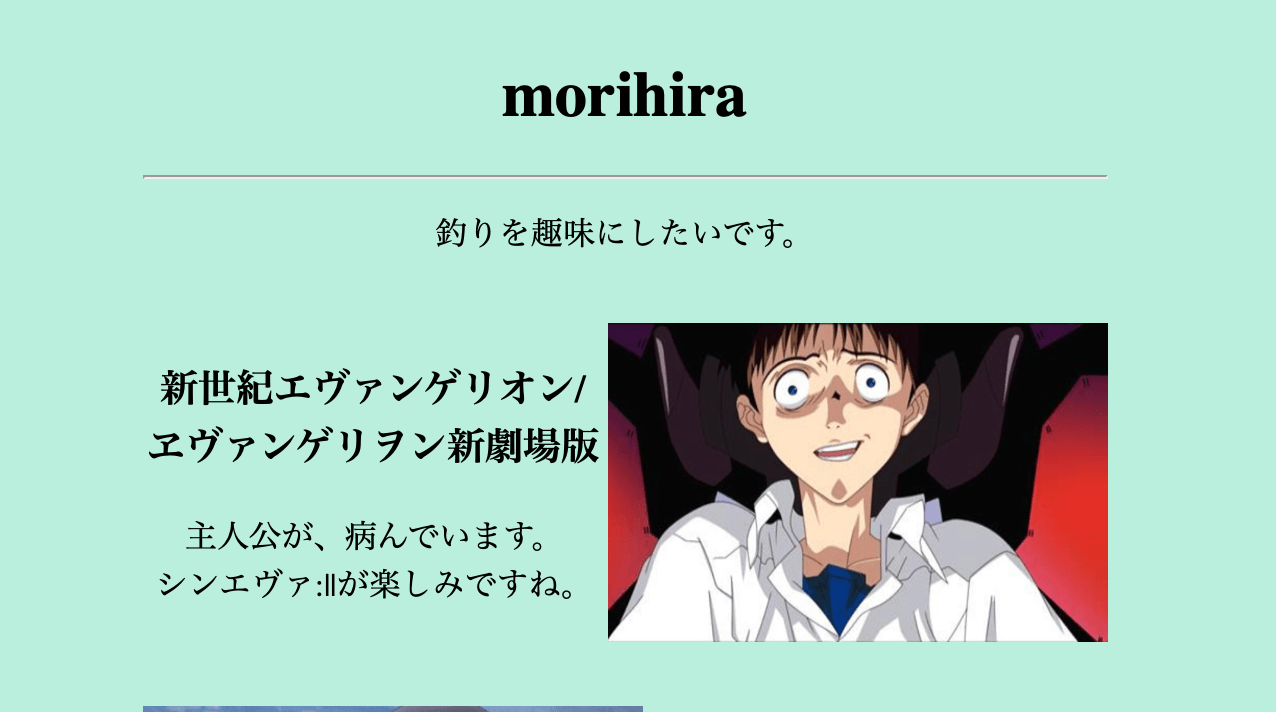 morihira
釣りを趣味にしたいです。
新世紀エヴァンゲリオン/
ヱヴァンゲリヲン新劇場版
主人公が、病んでいます。
シンエヴァ:||が楽しみですね。